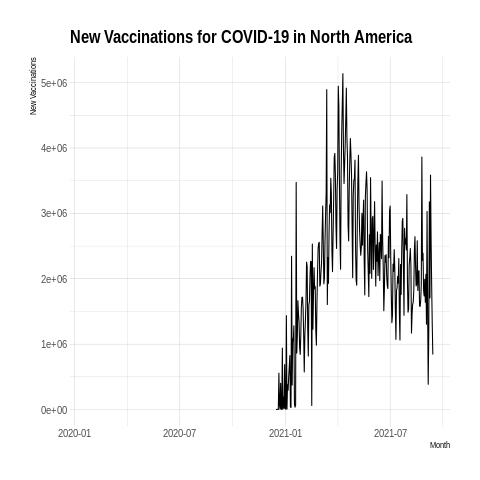 New Vaccinations for COVID-19 in North America
New Vaccinations
5e+06
4e+06
3e+06
2e+06
1e+06
0e+00
2020-01 2020-07 2021-01 2021-07
Month